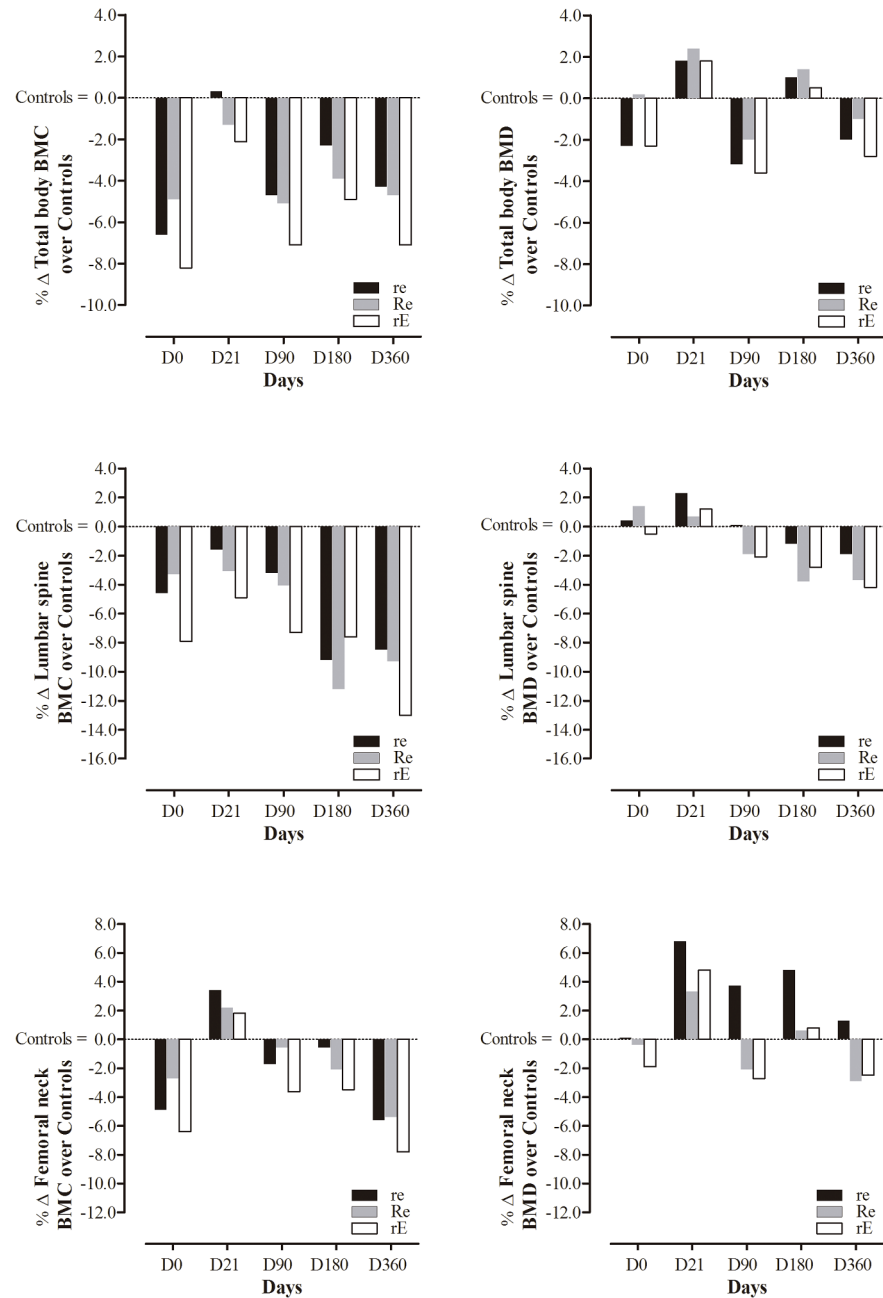 4.0
2.0
Controls = 0.0
-2.0
-4.0
-6.0
-8.0
-10.0
% Δ Total body BMC
over Controls
re
Re
rE
D0 D21 D90 D180 D360
Days
4.0
2.0
Controls = 0.0
-2.0
-4.0
-6.0
-8.0
-10.0
% Δ Total body BMD
over Controls
re
Re
rE
D0 D21 D90 D180 D360
Days
4.0
2.0
Controls = 0.0
-2.0
-4.0
-6.0
-8.0
-10.0
-12.0
-14.0
-16.0
% Δ Lumbar spine
BMC over Controls
re
Re
rE
D0 D21 D90 D180 D360
Days
4.0
2.0
Controls = 0.0
-2.0
-4.0
-6.0
-8.0
-10.0
-12.0
-14.0
-16.0
% Δ Lumbar spine
BMD over Controls
re
Re
rE
D0 D21 D90 D180 D360
Days
8.0
6.0
4.0
2.0
Controls = 0.0
-2.0
-4.0
-6.0
-8.0
-10.0
-12.0
% Δ Femoral neck
BMC over Controls
re
Re
rE
D0 D21 D90 D180 D360
Days
8.0
6.0
4.0
2.0
Controls = 0.0
-2.0
-4.0
-6.0
-8.0
-10.0
-12.0
% Δ Femoral neck
BMD over Controls
re
Re
rE
D0 D21 D90 D180 D360
Days